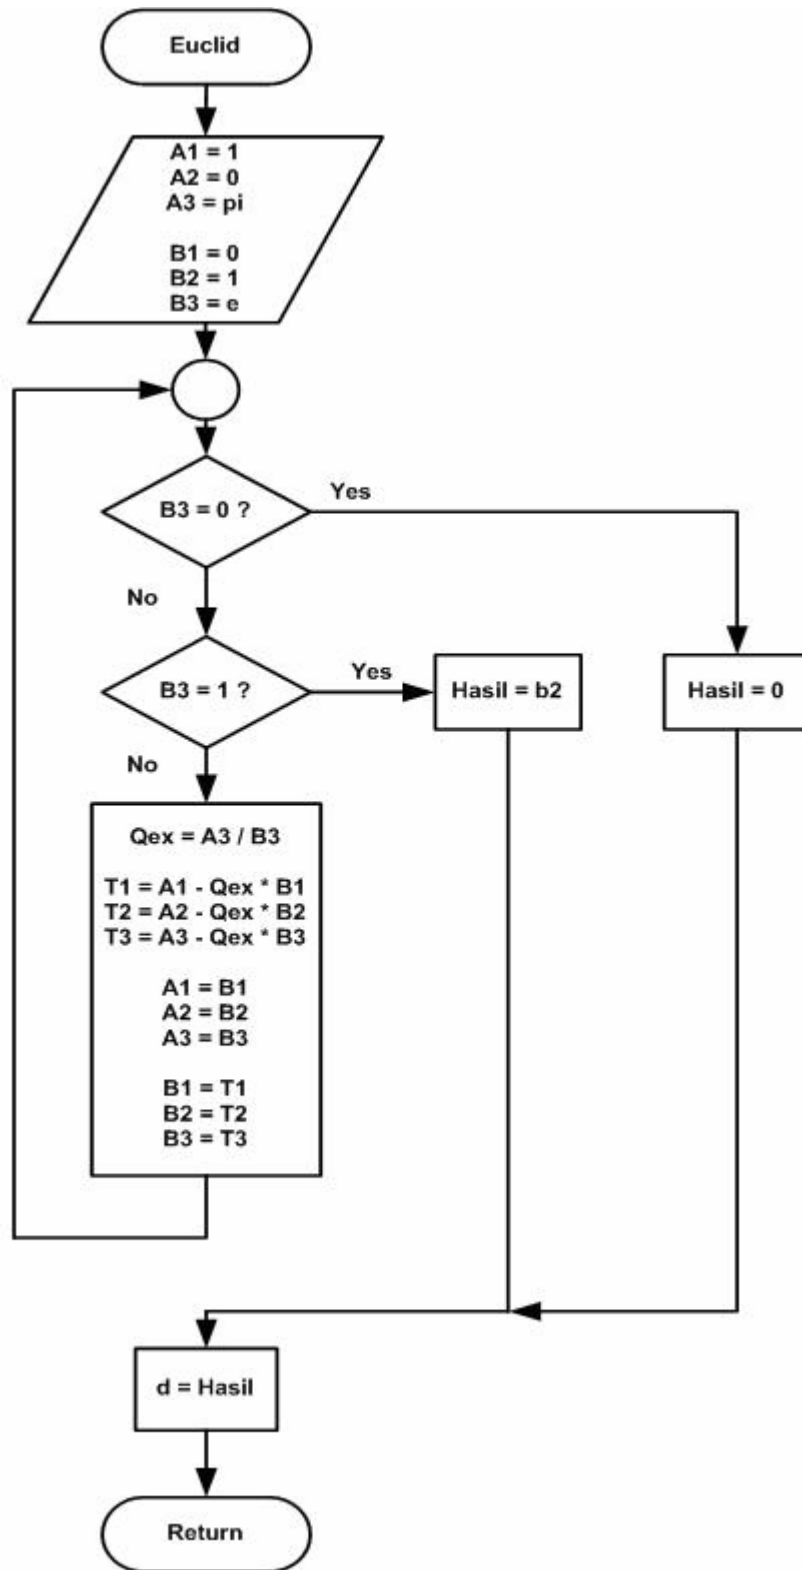 Euclid
A1 = 1
A2 = 0
A3 = pi
B1 = 0
B2 = 1
B3 = e
B3 = 0 ?
Yes
No
B3 = 1 ?
Yes
Hasil = b2
Hasil = 0
No
Qex = A3 / B3
T1 = A1 - Qex * B1
T2 = A2 - Qex * B2
T3 = A3 - Qex * B3
A1 = B1
A2 = B2
A3 = B3
B1 = T1
B2 = T2
B3 = T3
d = Hasil
Return